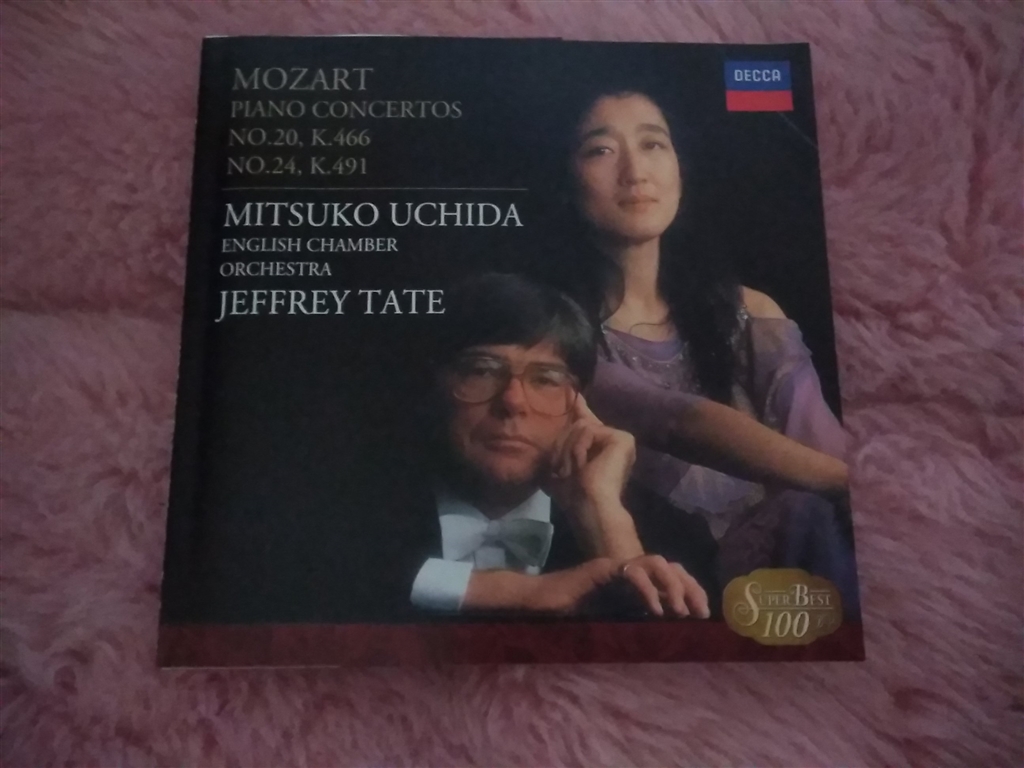 MOZART
PIANO CONCERTOS
NO.20, K.466
NO.24, K.491
MITSUKO UCHIDA
ENGLISH CHAMBER
ORCHESTRA
JEFFREY TATE
DECCA
SUPER BEST
100